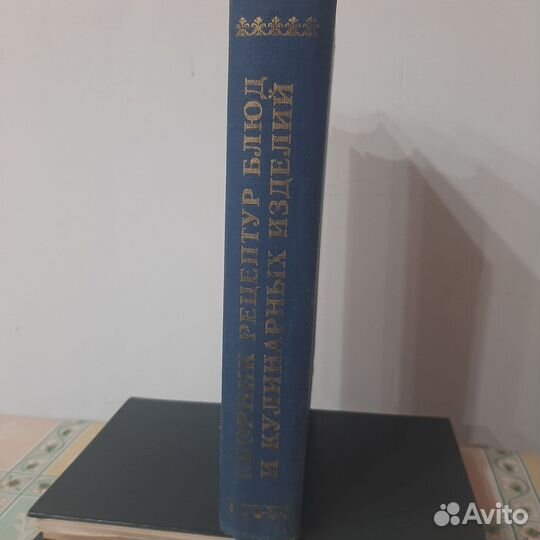 СБОРНИК РЕЦЕПТУР БЛЮД
И КУЛИНАРНЫХ ИЗДЕЛИЙ
Avito